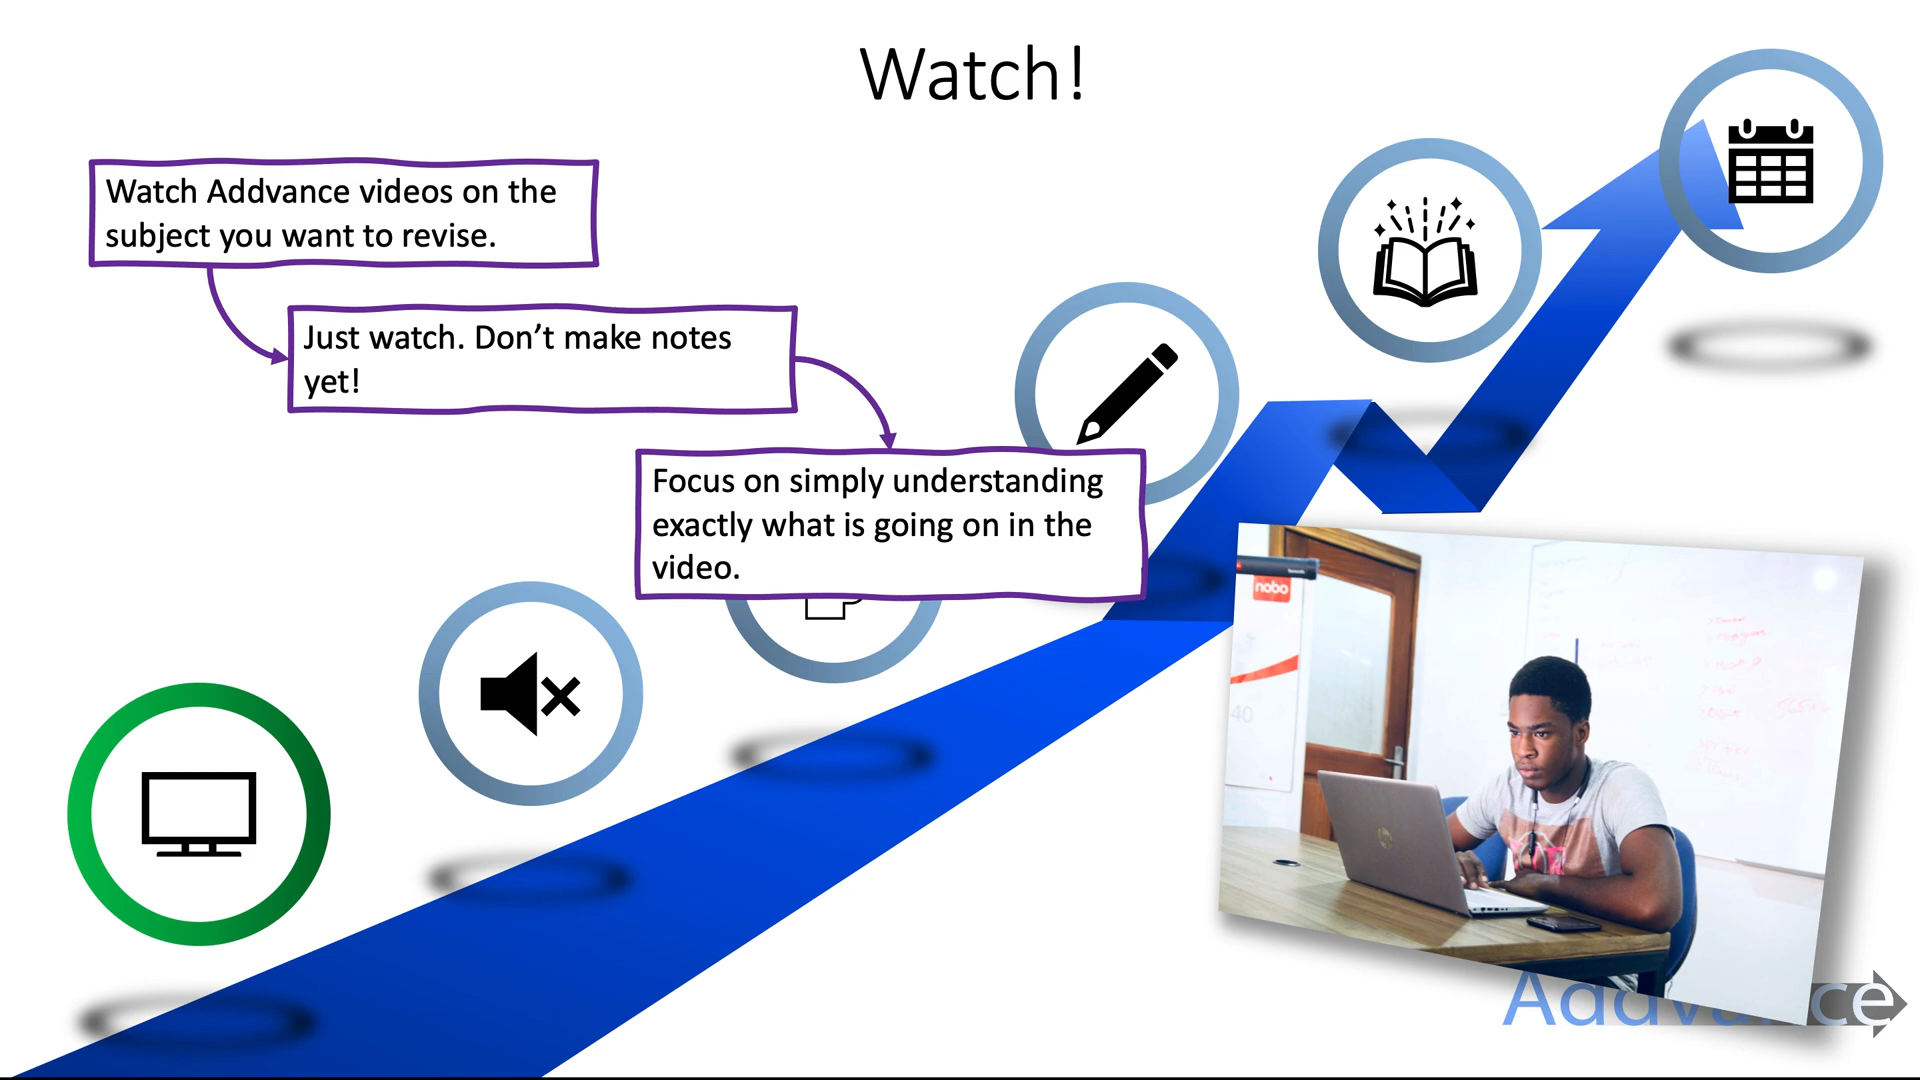 Watch!
Watch Addvance videos on the
subject you want to revise.
Just watch. Don’t make notes
yet!
Focus on simply understanding
exactly what is going on in the
video.
nobo
40